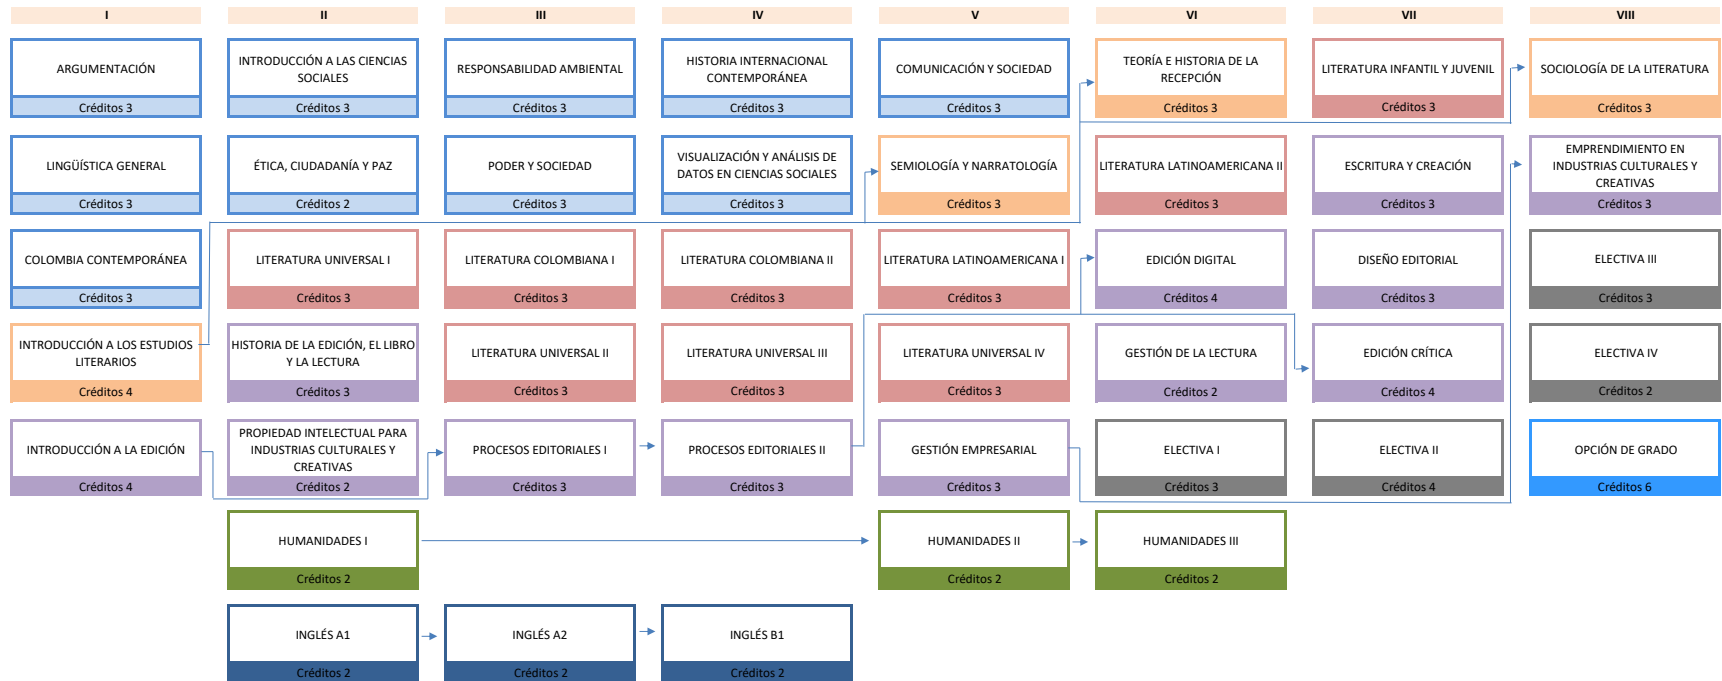 I II III IV V VI VII VIII
ARGUMENTACIÓN
Créditos 3
INTRODUCCIÓN A LAS CIENCIAS
SOCIALES
Créditos 3
RESPONSABILIDAD AMBIENTAL
Créditos 3
HISTORIA INTERNACIONAL
CONTEMPORÁNEA
Créditos 3
COMUNICACIÓN Y SOCIEDAD
Créditos 3
TEORÍA E HISTORIA DE LA
RECEPCIÓN
Créditos 3
LITERATURA INFANTIL Y JUVENIL
Créditos 3
SOCIOLOGÍA DE LA LITERATURA
Créditos 3
LINGÜÍSTICA GENERAL
Créditos 3
ÉTICA, CIUDADANÍA Y PAZ
Créditos 2
PODER Y SOCIEDAD
Créditos 3
VISUALIZACIÓN Y ANÁLISIS DE
DATOS EN CIENCIAS SOCIALES
Créditos 3
SEMIOLOGÍA Y NARRATOLOGÍA
Créditos 3
LITERATURA LATINOAMERICANA II
Créditos 3
ESCRITURA Y CREACIÓN
Créditos 3
EMPRENDIMIENTO EN
INDUSTRIAS CULTURALES Y
CREATIVAS
Créditos 3
COLOMBIA CONTEMPORÁNEA
Créditos 3
LITERATURA UNIVERSAL I
Créditos 3
LITERATURA COLOMBIANA I
Créditos 3
LITERATURA COLOMBIANA II
Créditos 3
LITERATURA LATINOAMERICANA I
Créditos 3
EDICIÓN DIGITAL
Créditos 4
DISEÑO EDITORIAL
Créditos 3
ELECTIVA III
Créditos 3
INTRODUCCIÓN A LOS ESTUDIOS
LITERARIOS
Créditos 4
HISTORIA DE LA EDICIÓN, EL LIBRO
Y LA LECTURA
Créditos 3
LITERATURA UNIVERSAL II
Créditos 3
LITERATURA UNIVERSAL III
Créditos 3
LITERATURA UNIVERSAL IV
Créditos 3
GESTIÓN DE LA LECTURA
Créditos 2
EDICIÓN CRÍTICA
Créditos 4
ELECTIVA IV
Créditos 2
INTRODUCCIÓN A LA EDICIÓN
Créditos 4
PROPIEDAD INTELECTUAL PARA
INDUSTRIAS CULTURALES Y
CREATIVAS
Créditos 2
PROCESOS EDITORIALES I
Créditos 3
PROCESOS EDITORIALES II
Créditos 3
GESTIÓN EMPRESARIAL
Créditos 3
ELECTIVA I
Créditos 3
ELECTIVA II
Créditos 4
OPCIÓN DE GRADO
Créditos 6
HUMANIDADES I
Créditos 2
HUMANIDADES II
Créditos 2
HUMANIDADES III
Créditos 2
INGLÉS A1
Créditos 2
INGLÉS A2
Créditos 2
INGLÉS B1
Créditos 2